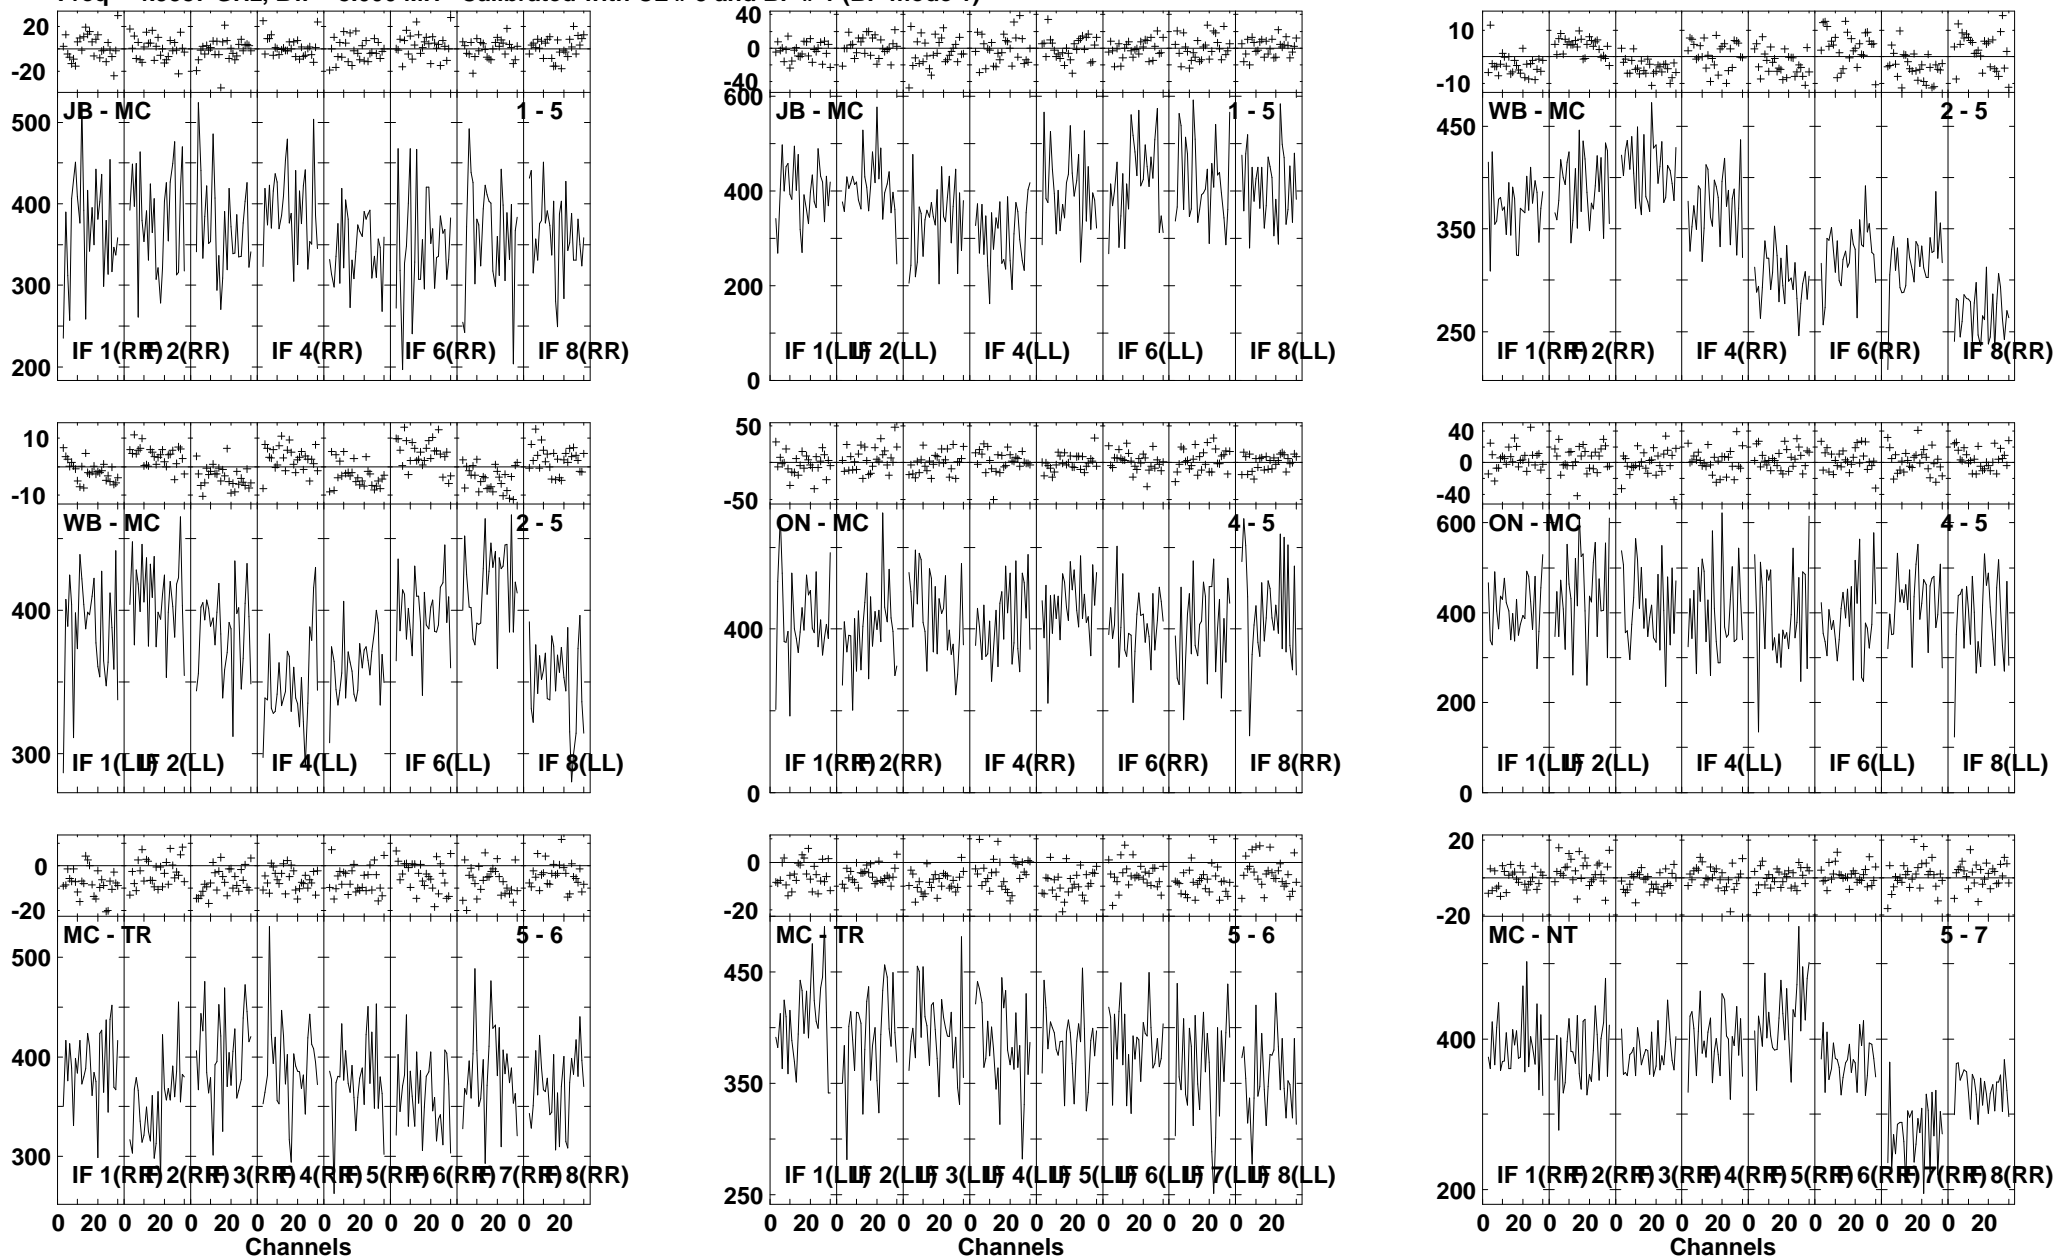 20
-20
JB - MC
1 - 5
500
400
300
200
IF 1(RR)
IF 2(RR)
IF 4(RR)
IF 6(RR)
IF 8(RR)
40
0
-40
JB - MC
1 - 5
600
400
200
0
IF 1(LL)
IF 2(LL)
IF 4(LL)
IF 6(LL)
IF 8(LL)
10
-10
WB - MC
2 - 5
450
350
250
IF 1(RR)
IF 2(RR)
IF 4(RR)
IF 6(RR)
IF 8(RR)
10
-10
WB - MC
2 - 5
400
300
IF 1(LL)
IF 2(LL)
IF 4(LL)
IF 6(LL)
IF 8(LL)
50
-50
ON - MC
4 - 5
400
0
IF 1(RR)
IF 2(RR)
IF 4(RR)
IF 6(RR)
IF 8(RR)
40
0
-40
ON - MC
4 - 5
600
400
200
0
IF 1(LL)
IF 2(LL)
IF 4(LL)
IF 6(LL)
IF 8(LL)
0
-20
MC - TR
5 - 6
500
400
300
IF 1(RR)
IF 2(RR)
IF 3(RR)
IF 4(RR)
IF 5(RR)
IF 6(RR)
IF 7(RR)
IF 8(RR)
0 20 0 20 0 20 0 20 0 20 0 20 0 20 0 20
Channels
0
-20
MC - TR
5 - 6
450
350
250
IF 1(LL)
IF 2(LL)
IF 3(LL)
IF 4(LL)
IF 5(LL)
IF 6(LL)
IF 7(LL)
IF 8(LL)
0 20 0 20 0 20 0 20 0 20 0 20 0 20 0 20
Channels
20
0
-20
MC - NT
5 - 7
400
200
IF 1(RR)
IF 2(RR)
IF 3(RR)
IF 4(RR)
IF 5(RR)
IF 6(RR)
IF 7(RR)
IF 8(RR)
0 20 0 20 0 20 0 20 0 20 0 20 0 20 0 20
Channels